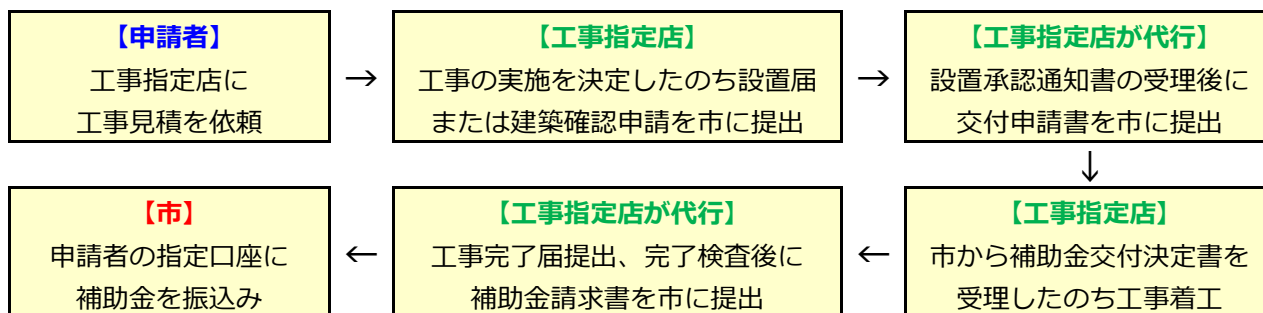 【申請者】
工事指定店に
工事見積を依頼
→
【工事指定店】
工事の実施を決定したのち設置届
または建築確認申請を市に提出
→
【工事指定店が代行】
設置承認通知書の受理後に
交付申請書を市に提出
↓
【工事指定店】
市から補助金交付決定書を
受理したのち工事着工
←
【工事指定店が代行】
工事完了届提出、完了検査後に
補助金請求書を市に提出
←
【市】
申請者の指定口座に
補助金を振込み